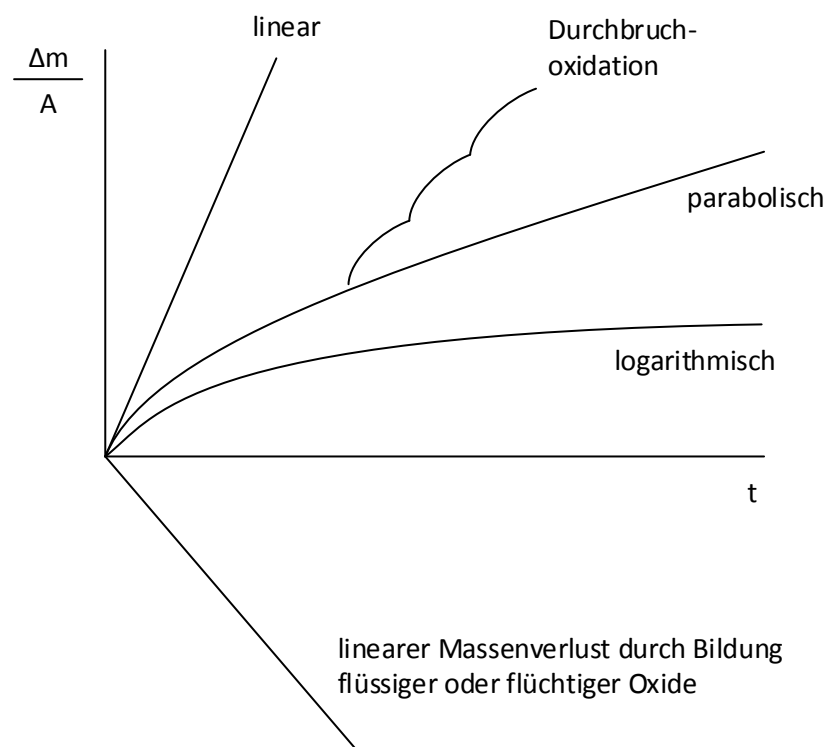 linear
Durchbruch-
oxidation
Δm
A
parabolisch
logarithmisch
t
linearer Massenverlust durch Bildung
flüssiger oder flüchtiger Oxide